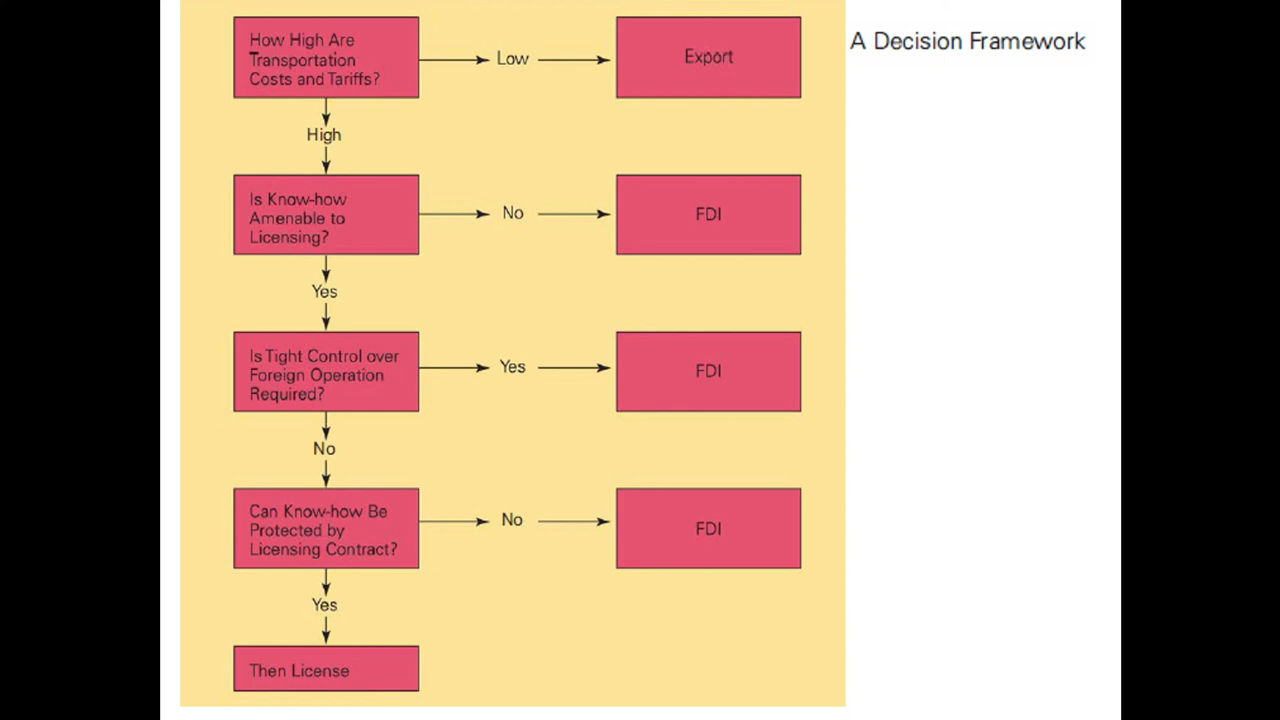 A Decision Framework
How High Are
Transportation
Costs and Tariffs?
Low
Export
High
Is Know-how
Amenable to
Licensing?
No
FDI
Yes
Is Tight Control over
Foreign Operation
Required?
Yes
FDI
No
Can Know-how Be
Protected by
Licensing Contract?
No
FDI
Yes
Then License